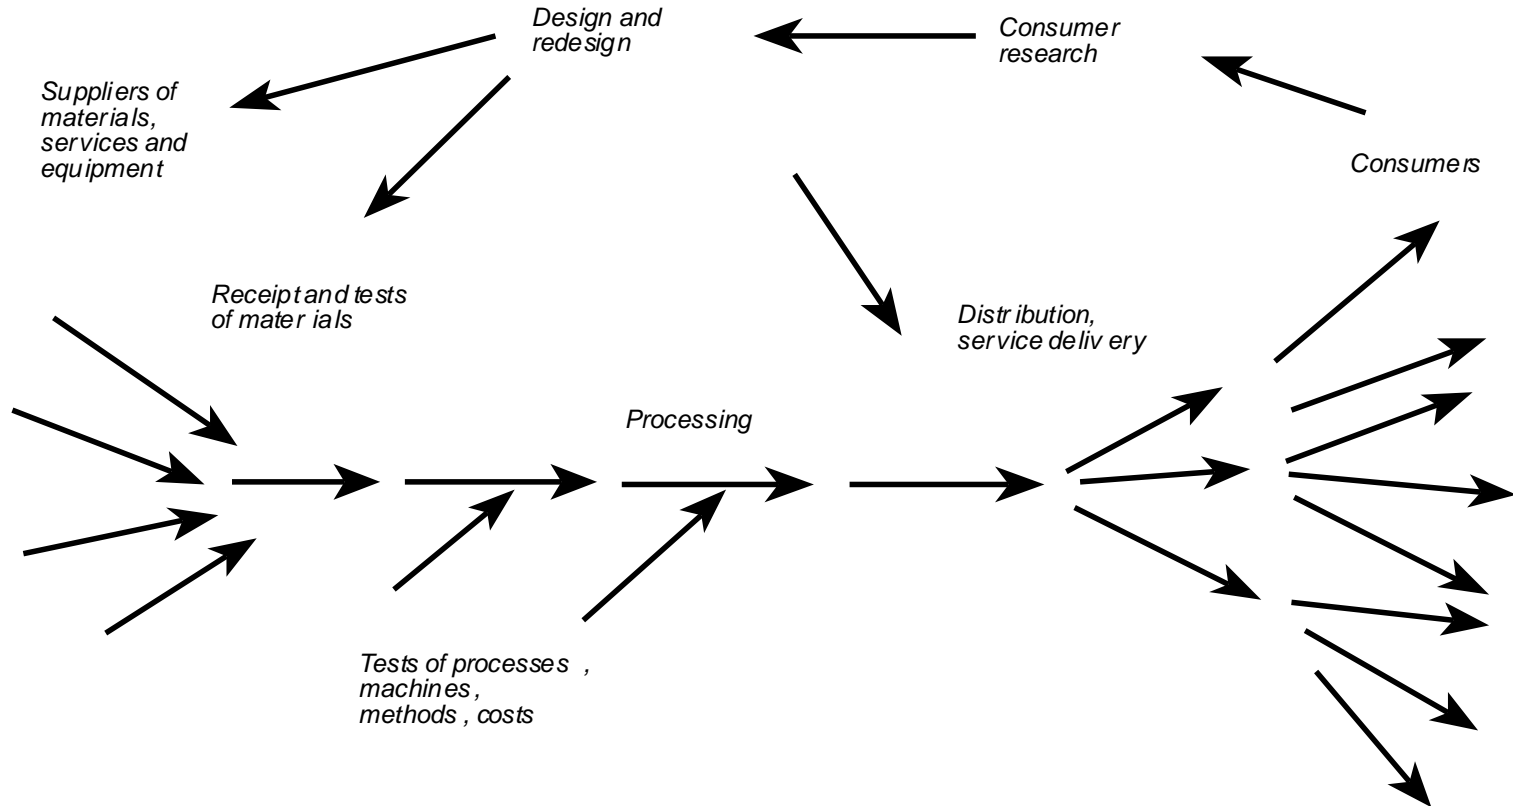 Design and
redesign
Consumer
research
Suppliers of
materials,
services and
equipment
Consumers
Receipt and tests
of materials
Distribution,
service delivery
Processing
Tests of processes ,
machines,
methods, costs